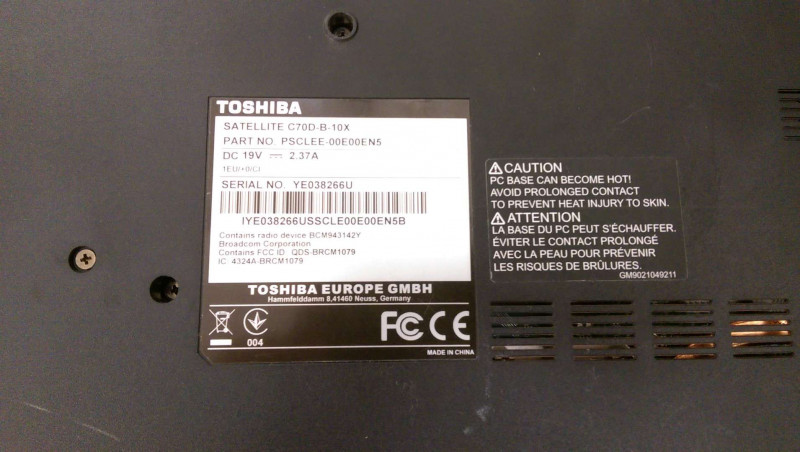 TOSHIBA
SATELLITE C70D-B-10X
PART NO. PSCLEE-00E00EN5
DC 19V 2.37A
1EU/+0/CI
SERIAL NO. YE038266U
IYE038266USSCLE00E00EN5B
Contains radio device BCM943142Y
Broadcom Corporation
Contains FCC ID: QDS-BRCM1079
IC: 4324A-BRCM1079
TOSHIBA EUROPE GMBH
Hammfelddamm 8,41460 Neuss, Germany
004
FC CE
MADE IN CHINA
CAUTION
PC BASE CAN BECOME HOT!
AVOID PROLONGED CONTACT
TO PREVENT HEAT INJURY TO SKIN.
ATTENTION
LA BASE DU PC PEUT S'ÉCHAUFFER.
ÉVITER LE CONTACT PROLONGÉ
AVEC LA PEAU POUR PRÉVENIR
LES RISQUES DE BRÛLURES.
GM9021049211